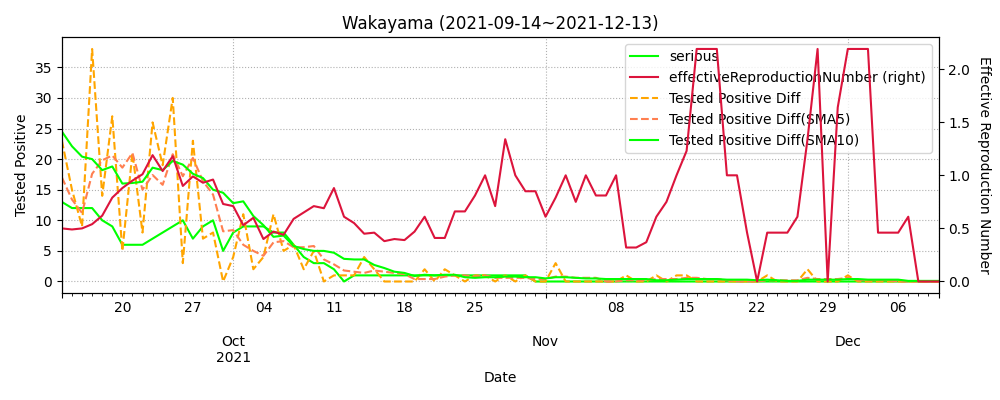 Wakayama (2021-09-14~2021-12-13)
serious
effectiveReproductionNumber (right)
Tested Positive Diff
Tested Positive Diff(SMA5)
Tested Positive Diff(SMA10)
Tested Positive
35
30
25
20
15
10
5
0
Effective Reproduction Number
2.0
1.5
1.0
0.5
0.0
20 27 04 11 18 25 08 15 22 29 06
Oct Nov Dec
2021
Date